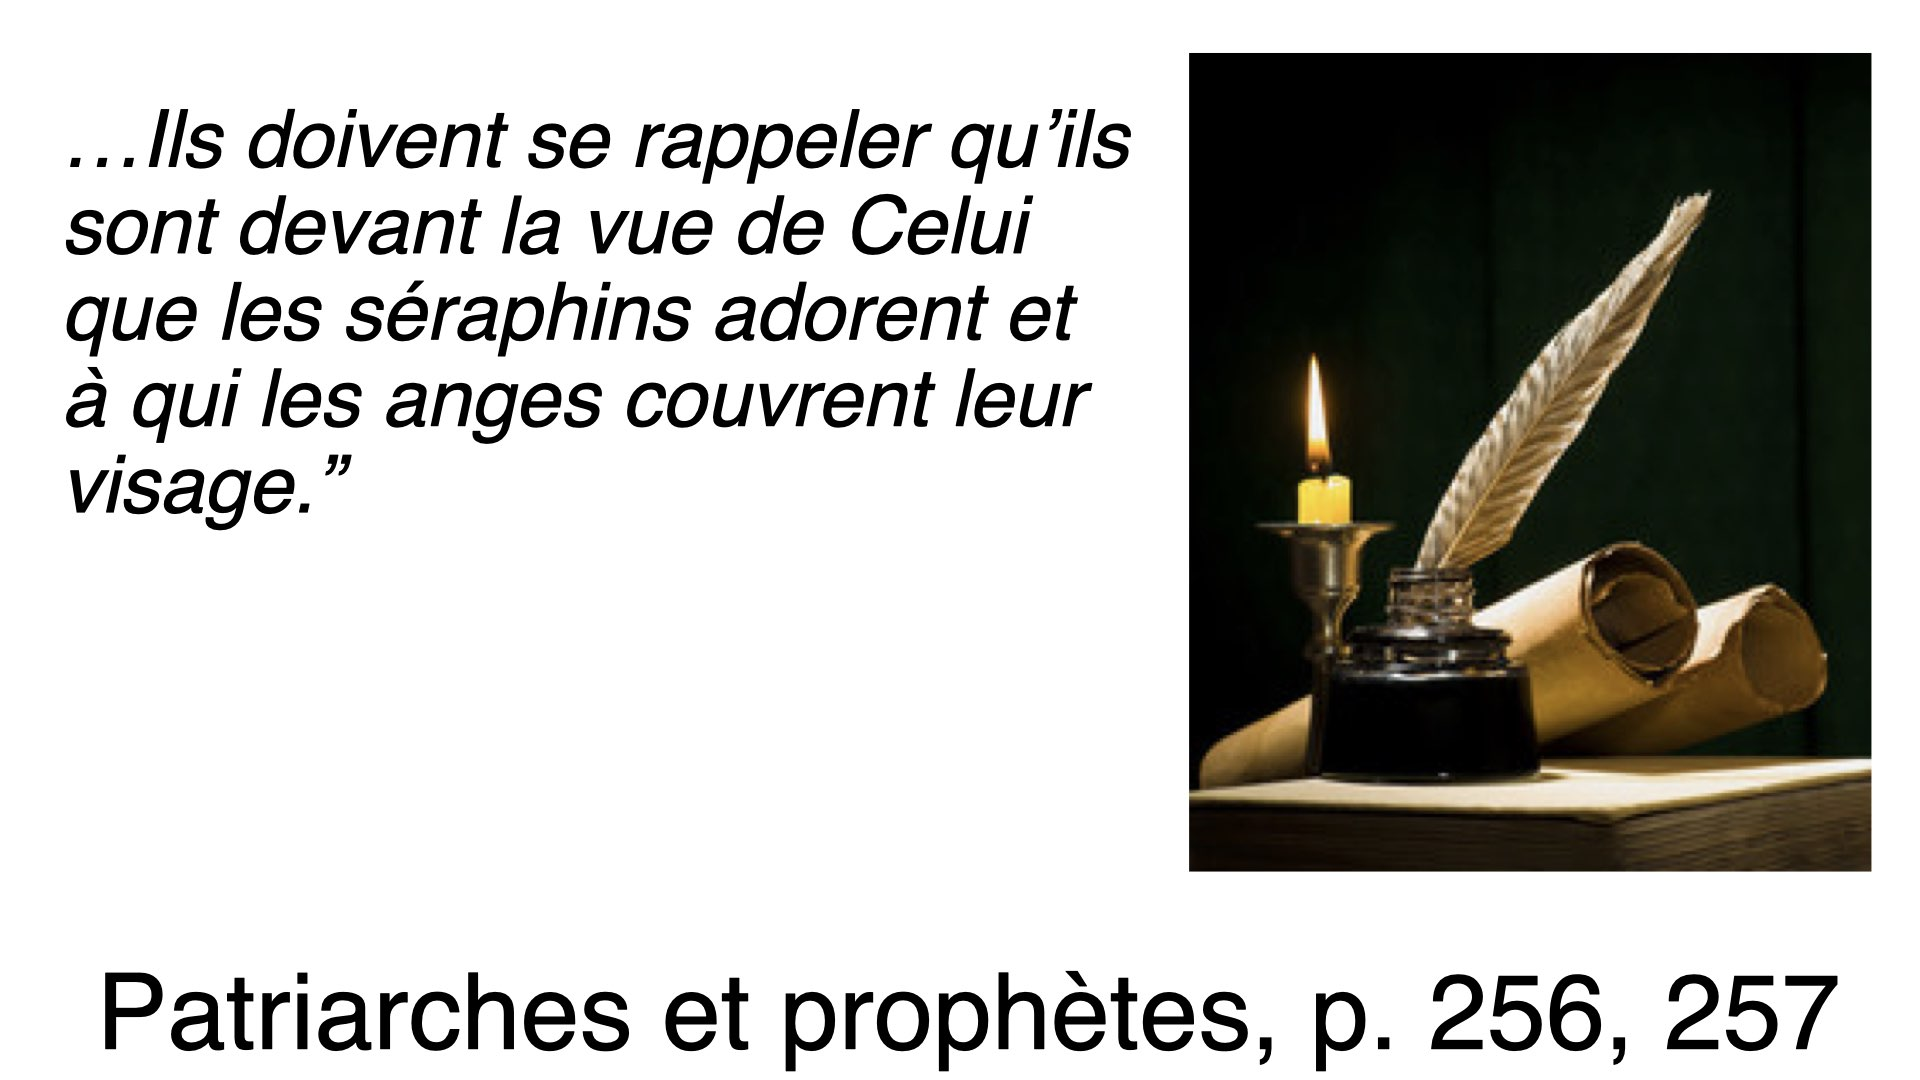 …Ils doivent se rappeler qu’ils
sont devant la vue de Celui
que les séraphins adorent et
à qui les anges couvrent leur
visage.”
Patriarches et prophètes, p. 256, 257